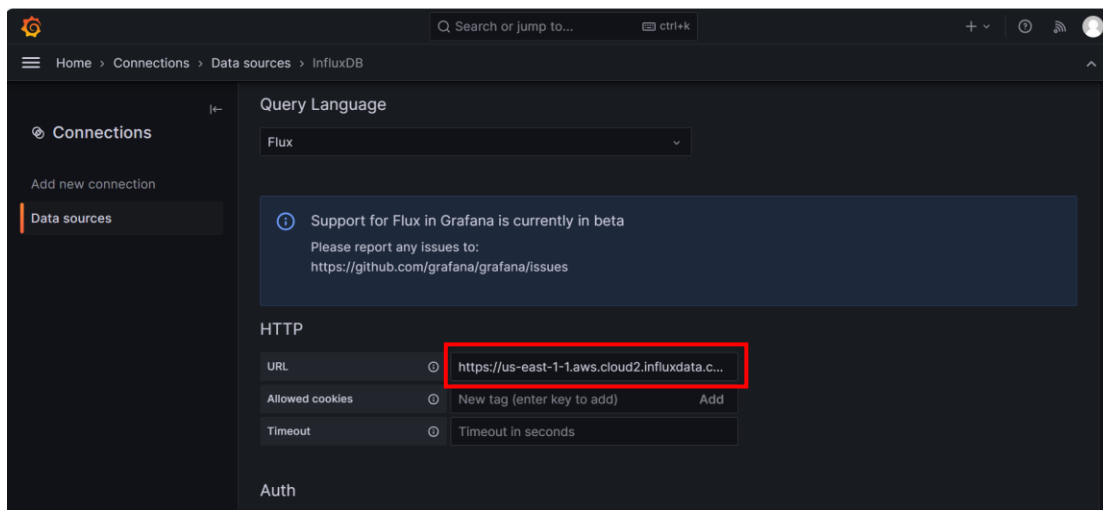 Search or jump to... ctrl+k
Home › Connections › Data sources › InfluxDB
Connections
Add new connection
Data sources
Query Language
Flux
Support for Flux in Grafana is currently in beta
Please report any issues to:
https://github.com/grafana/grafana/issues
HTTP
URL https://us-east-1-1.aws.cloud2.influxdata.c...
Allowed cookies New tag (enter key to add) Add
Timeout Timeout in seconds
Auth